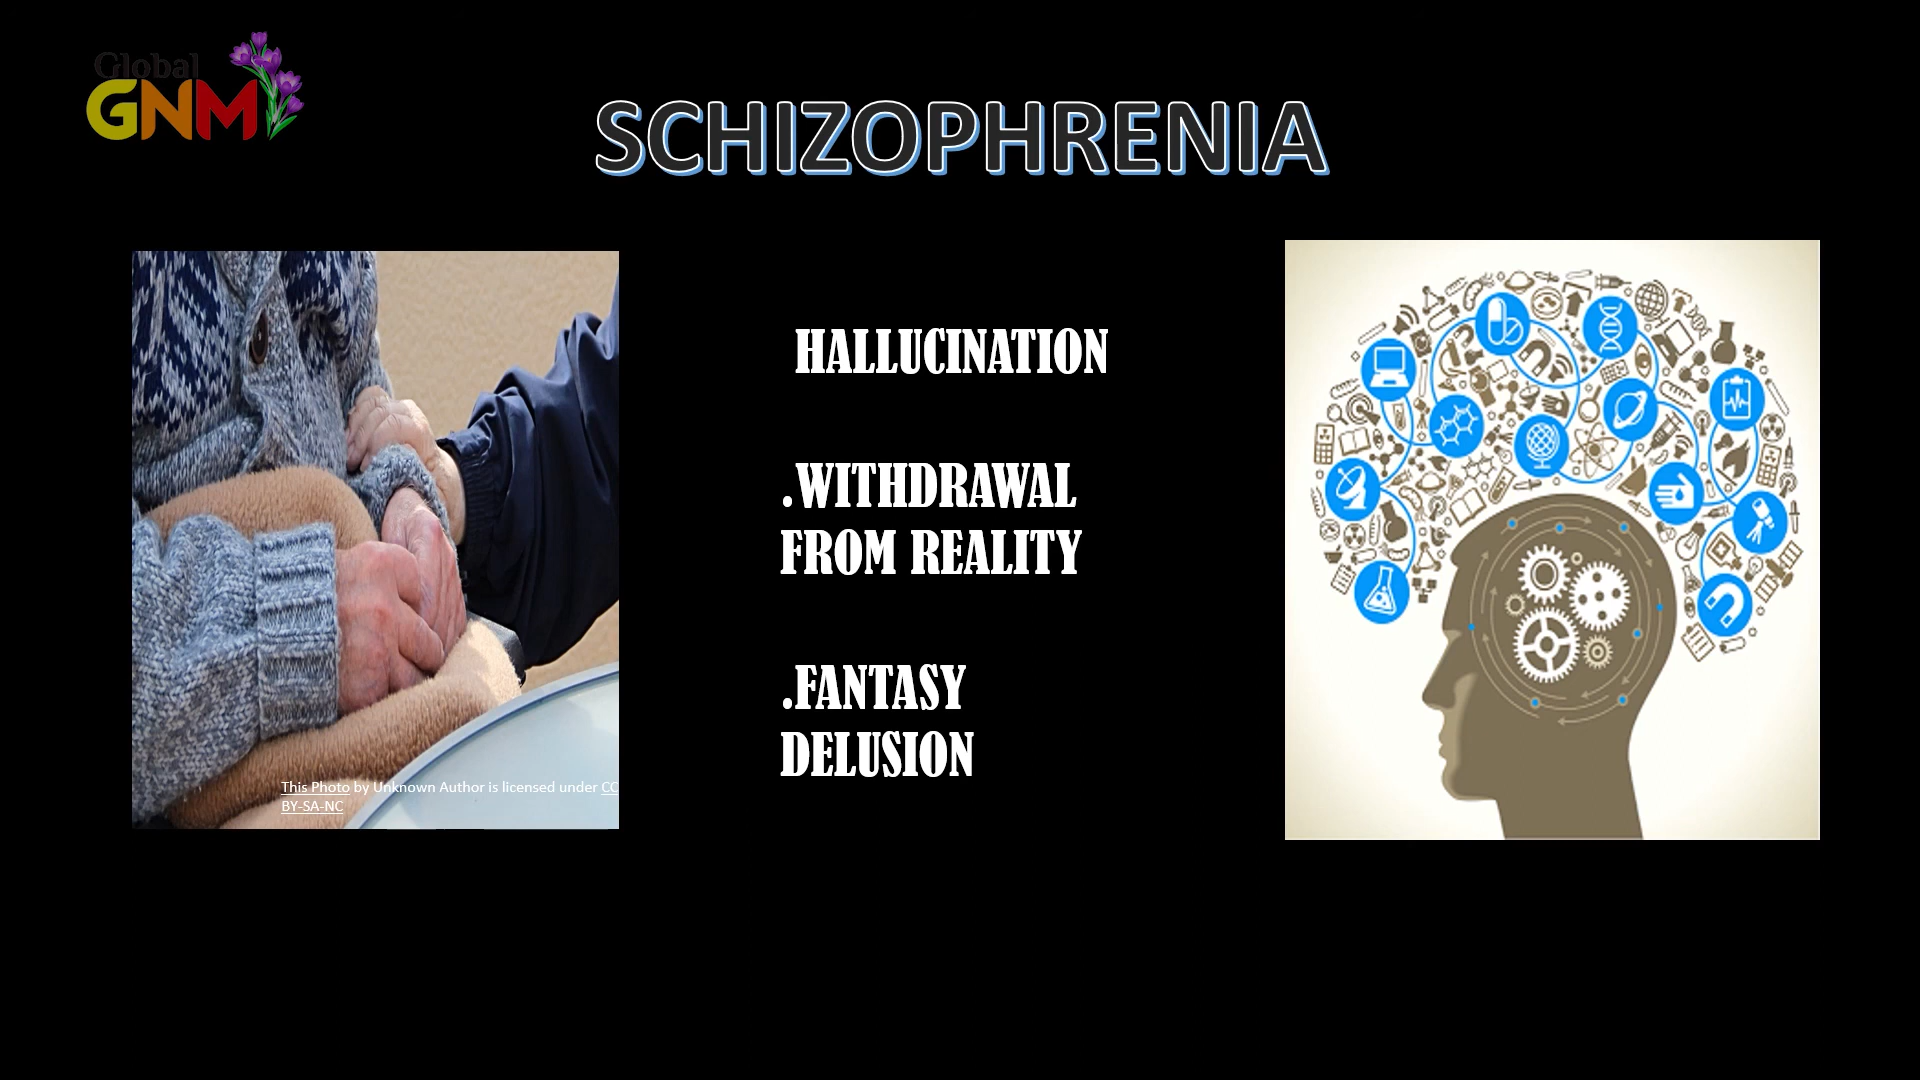 Global
GNM
SCHIZOPHRENIA
HALLUCINATION
.WITHDRAWAL
FROM REALITY
.FANTASY
DELUSION
This Photo by Unknown Author is licensed under CC
BY-SA-NC